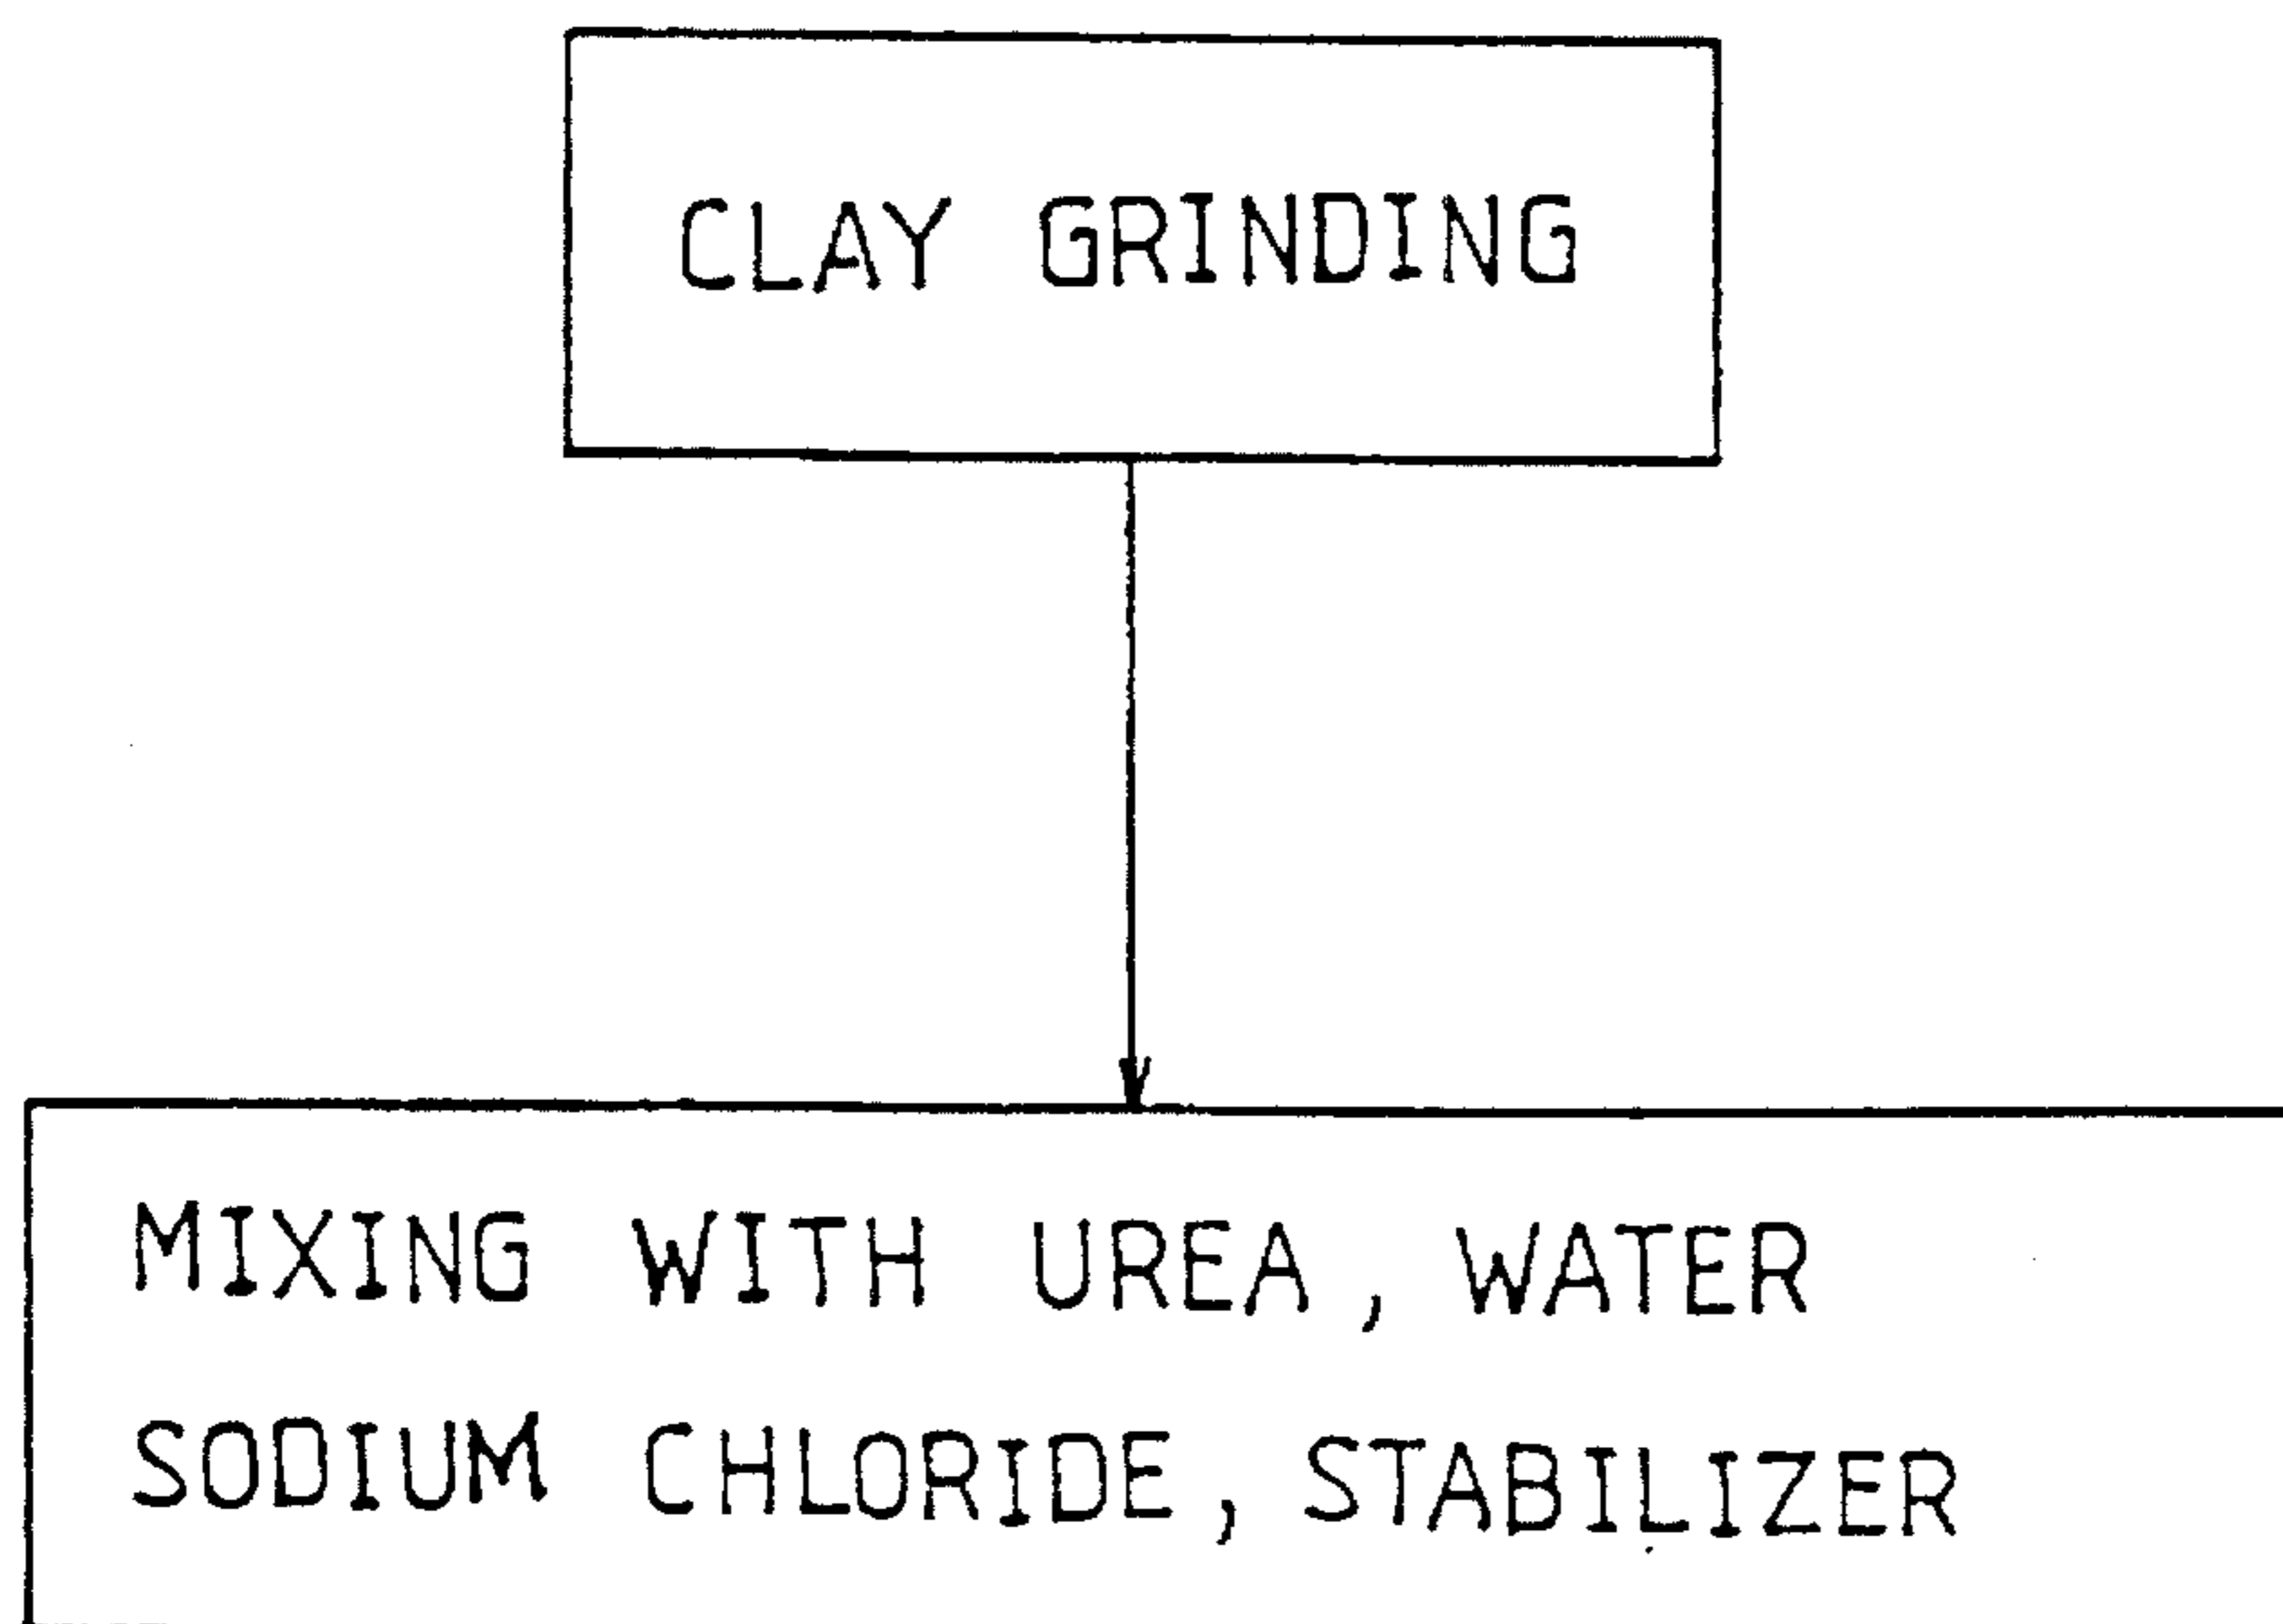 CLAY GRINDING
MIXING WITH UREA, WATER
SODIUM CHLORIDE, STABILIZER